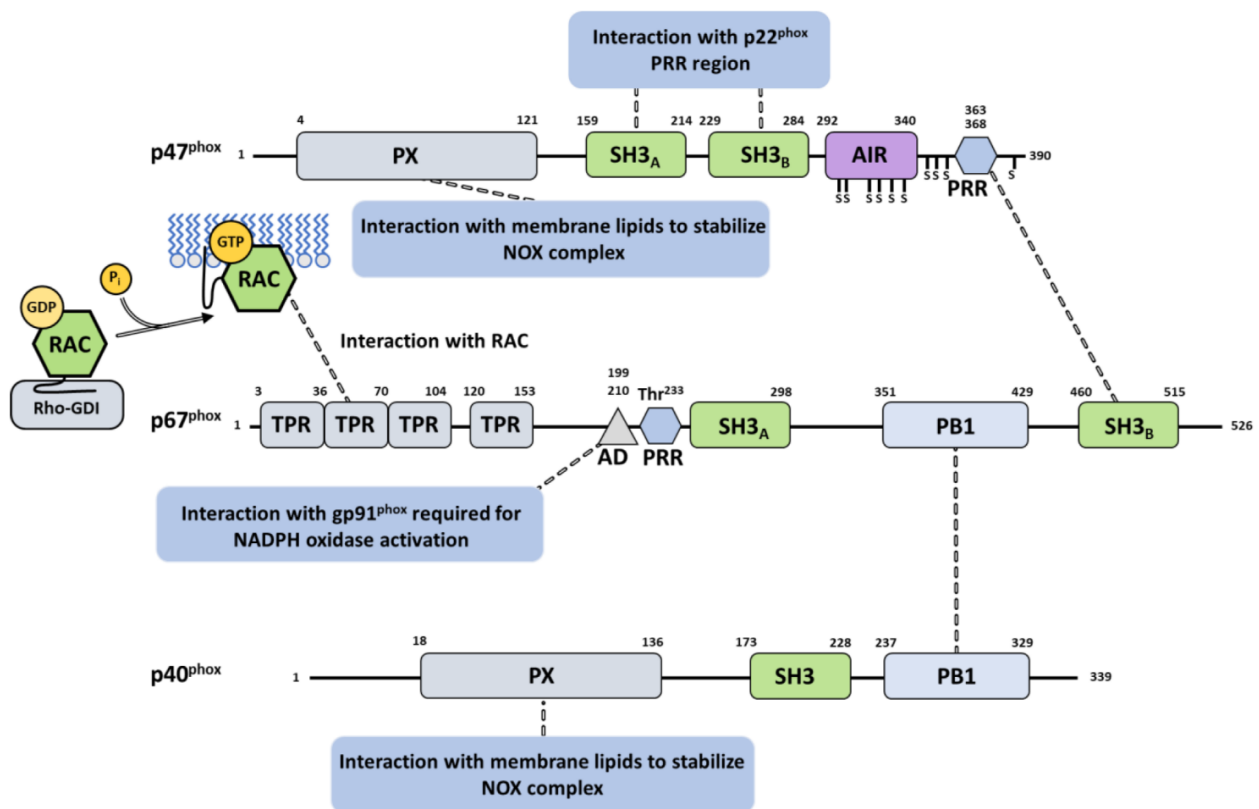 Interaction with p22phox
PRR region
363
4 121 159 214 229 284 292 340 368
p47phox 1 PX SH3A SH3B AIR 390
S S S S S S S S S S
PRR
Interaction with membrane lipids to stabilize
NOX complex
GTP
RAC
Pi
GDP
RAC
Rho-GDI
Interaction with RAC
199
3 36 70 104 120 153 210 Thr233 298 351 429 460 515
p67phox 1 TPR TPR TPR TPR SH3A PB1 SH3B 526
AD PRR
Interaction with gp91phox required for
NADPH oxidase activation
18 136 173 228 237 329
p40phox 1 PX SH3 PB1 339
Interaction with membrane lipids to stabilize
NOX complex